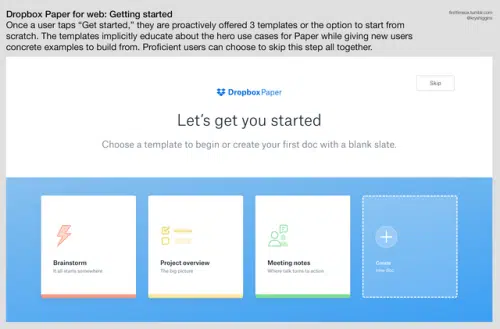 Dropbox Paper for web: Getting started
Once a user taps “Get started,” they are proactively offered 3 templates or the option to start from
scratch. The templates implicitly educate about the hero use cases for Paper while giving new users
concrete examples to build from. Proficient users can choose to skip this step all together.
firsttimeux.tumblr.com
@krystalhiggins
Skip
Dropbox Paper
Let's get you started
Choose a template to begin or create your first doc with a blank slate.
Brainstorm
It all starts somewhere
Project overview
The big picture
Meeting notes
Where talk turns to action
Create
new doc